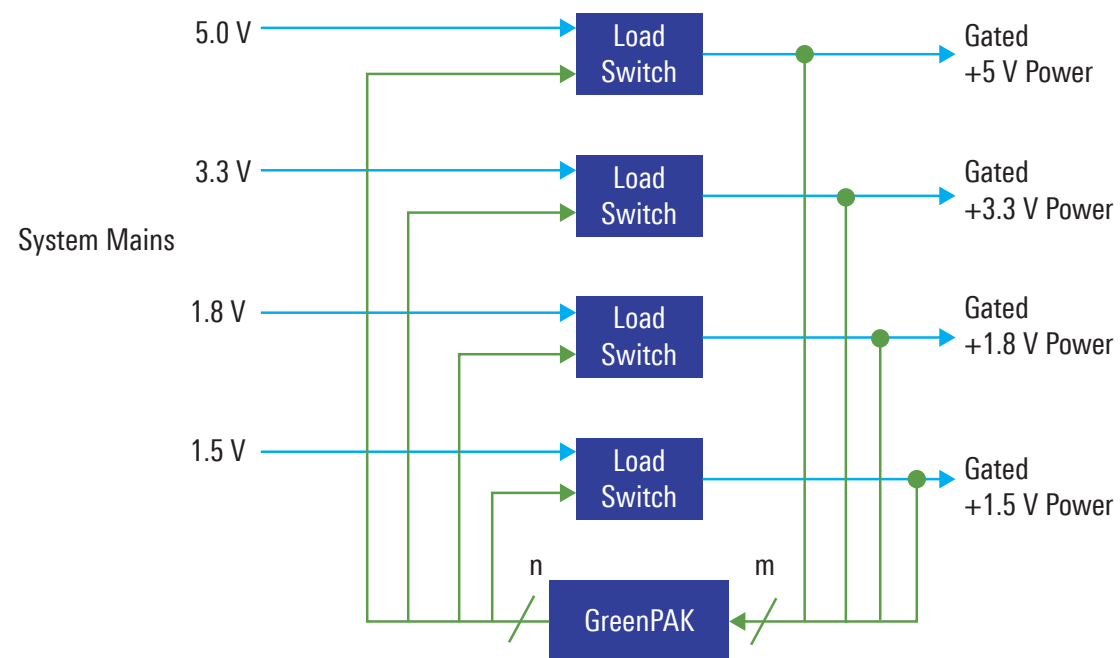 5.0 V
Load
Switch
Gated
+5 V Power
3.3 V
Load
Switch
Gated
+3.3 V Power
System Mains
1.8 V
Load
Switch
Gated
+1.8 V Power
1.5 V
Load
Switch
Gated
+1.5 V Power
n
m
GreenPAK